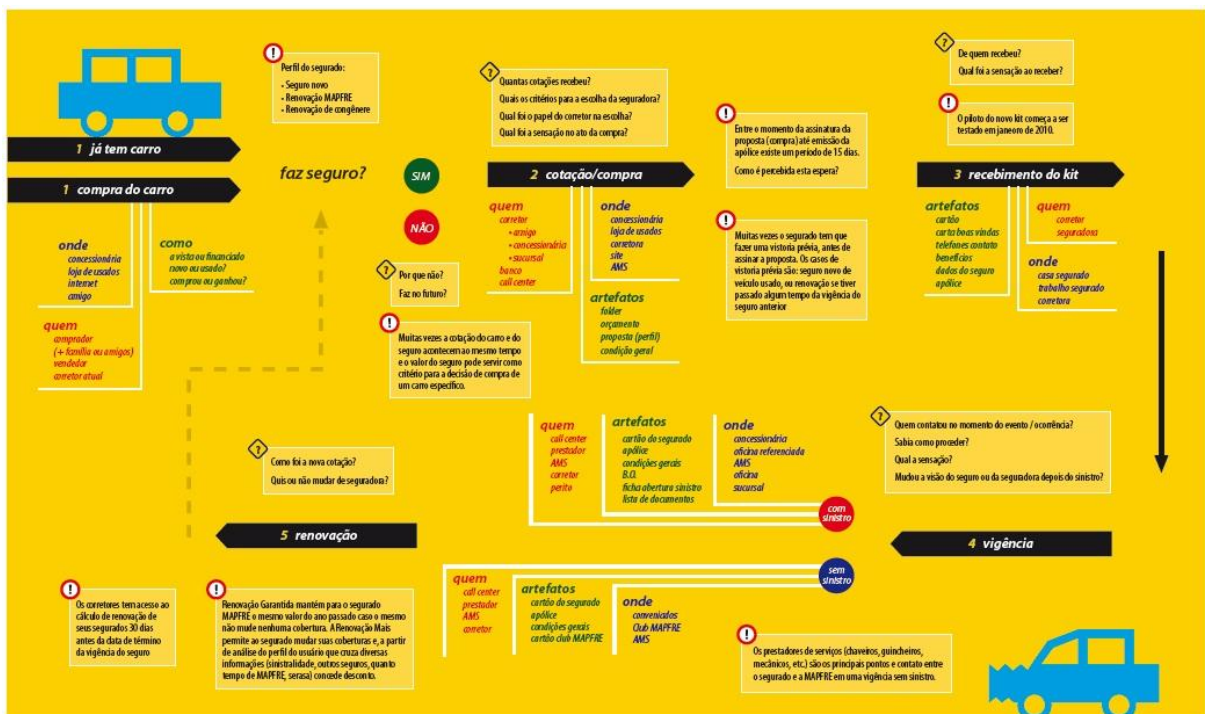 1 já tem carro
1 compra do carro
onde
concessionária
loja de usados
internet
amigo
quem
comprador
(+ família ou amigos)
vendedor
corretor atual
como
a vista ou financiado
novo ou usado?
comprou ou ganhou?
!
Perfil do segurado:
• Seguro novo
• Renovação MAPFRE
• Renovação de congênere
faz seguro?
SIM
NÃO
?
Por que não?
Faz no futuro?
!
Muitas vezes a cotação do carro e do
seguro acontecem ao mesmo tempo
e o valor do seguro pode servir como
critério para a decisão de compra de
um carro específico.
?
Quantas cotações recebeu?
Quais os critérios para a escolha da seguradora?
Qual foi o papel do corretor na escolha?
Qual foi a sensação no ato da compra?
2 cotação/compra
quem
corretor
• amigo
• concessionária
• sucursal
banco
call center
onde
concessionária
loja de usados
corretora
site
AMS
artefatos
folder
orçamento
proposta (perfil)
condição geral
!
Entre o momento da assinatura da
proposta (compra) até emissão da
apólice existe um período de 15 dias.
Como é percebida esta espera?
!
Muitas vezes o segurado tem que
fazer uma vistoria prévia, antes de
assinar a proposta. Os casos de
vistoria prévia são: seguro novo de
veículo usado, ou renovação se tiver
passado algum tempo da vigência do
seguro anterior
?
De quem recebeu?
Qual foi a sensação ao receber?
!
O piloto do novo kit começa a ser
testado em janeoro de 2010.
3 recebimento do kit
artefatos
cartão
carta boas vindas
telefones contato
benefícios
dados do seguro
apólice
quem
corretor
seguradora
onde
casa segurado
trabalho segurado
corretora
?
Quem contatou no momento do evento / ocorrência?
Sabia como proceder?
Qual a sensação?
Mudou a visão do seguro ou da seguradora depois do sinistro?
4 vigência
com
sinistro
quem
call center
prestador
AMS
corretor
perito
artefatos
cartão do segurado
apólice
condições gerais
B.O.
ficha abertura sinistro
lista de documentos
onde
concessionária
oficina referenciada
AMS
oficina
sucursal
sem
sinistro
quem
call center
prestador
AMS
corretor
artefatos
cartão do segurado
apólice
condições gerais
cartão club MAPFRE
onde
convenicados
Club MAPFRE
AMS
!
Os prestadores de serviços (chaveiros, guincheiros,
mecânicos, etc.) são os principais pontos e contato entre
o segurado e a MAPFRE em uma vigência sem sinistro.
?
Como foi a nova cotação?
Quis ou não mudar de seguradora?
5 renovação
!
Os corretores tem acesso ao
cálculo de renovação de
seus segurados 30 dias
antes da data de término
da vigência do seguro
!
Renovação Garantida mantém para o segurado
MAPFRE o mesmo valor do ano passado caso o mesmo
não mude nenhuma cobertura. A Renovação Mais
permite ao segurado mudar suas coberturas e, a partir
de análise do perfil do usuário que cruza diversas
informações (sinistralidade, outros seguros, quanto
tempo de MAPFRE, serasa) concede desconto.